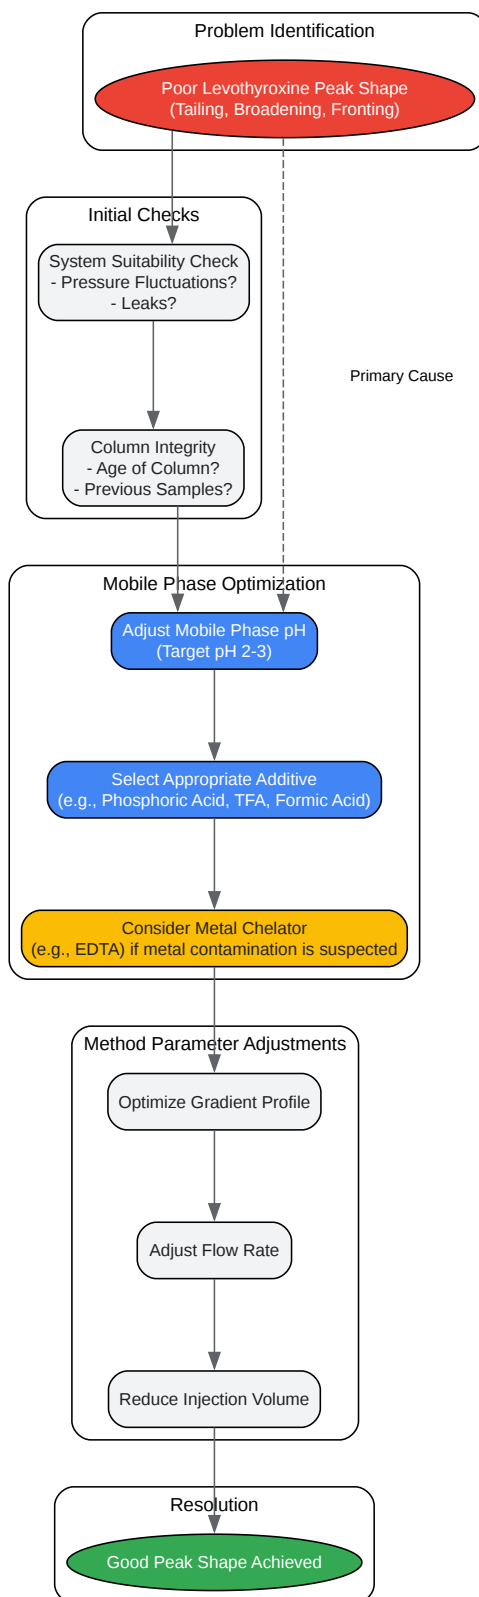 Problem Identification
Poor Levothyroxine Peak Shape
(Tailing, Broadening, Fronting)
Initial Checks
System Suitability Check
- Pressure Fluctuations?
- Leaks?
Primary Cause
Column Integrity
- Age of Column?
- Previous Samples?
Mobile Phase Optimization
Adjust Mobile Phase pH
(Target pH 2-3)
Select Appropriate Additive
(e.g., Phosphoric Acid, TFA, Formic Acid)
Consider Metal Chelator
(e.g., EDTA) if metal contamination is suspected
Method Parameter Adjustments
Optimize Gradient Profile
Adjust Flow Rate
Reduce Injection Volume
Resolution
Good Peak Shape Achieved